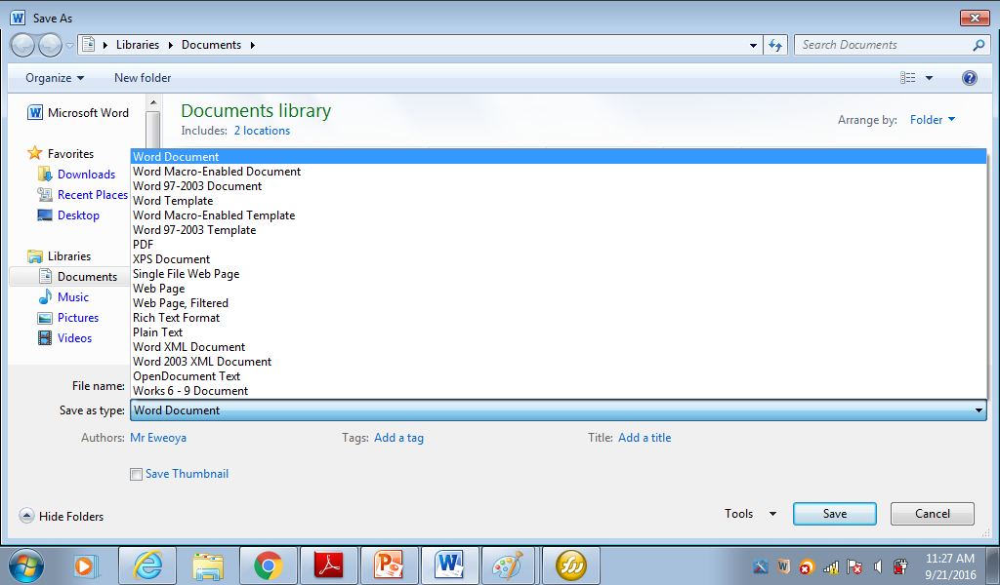 Save As
Libraries Documents
Search Documents
Organize New folder
Microsoft Word
Documents library
Includes: 2 locations
Arrange by: Folder
Favorites
Downloads
Recent Places
Desktop
Libraries
Documents
Music
Pictures
Videos
Word Document
Word Macro-Enabled Document
Word 97-2003 Document
Word Template
Word Macro-Enabled Template
Word 97-2003 Template
PDF
XPS Document
Single File Web Page
Web Page
Web Page, Filtered
Rich Text Format
Plain Text
Word XML Document
Word 2003 XML Document
OpenDocument Text
Works 6 - 9 Document
File name:
Save as type: Word Document
Authors: Mr Eweoya Tags: Add a tag Title: Add a title
Save Thumbnail
Hide Folders
Tools Save Cancel
11:27 AM
9/21/2016